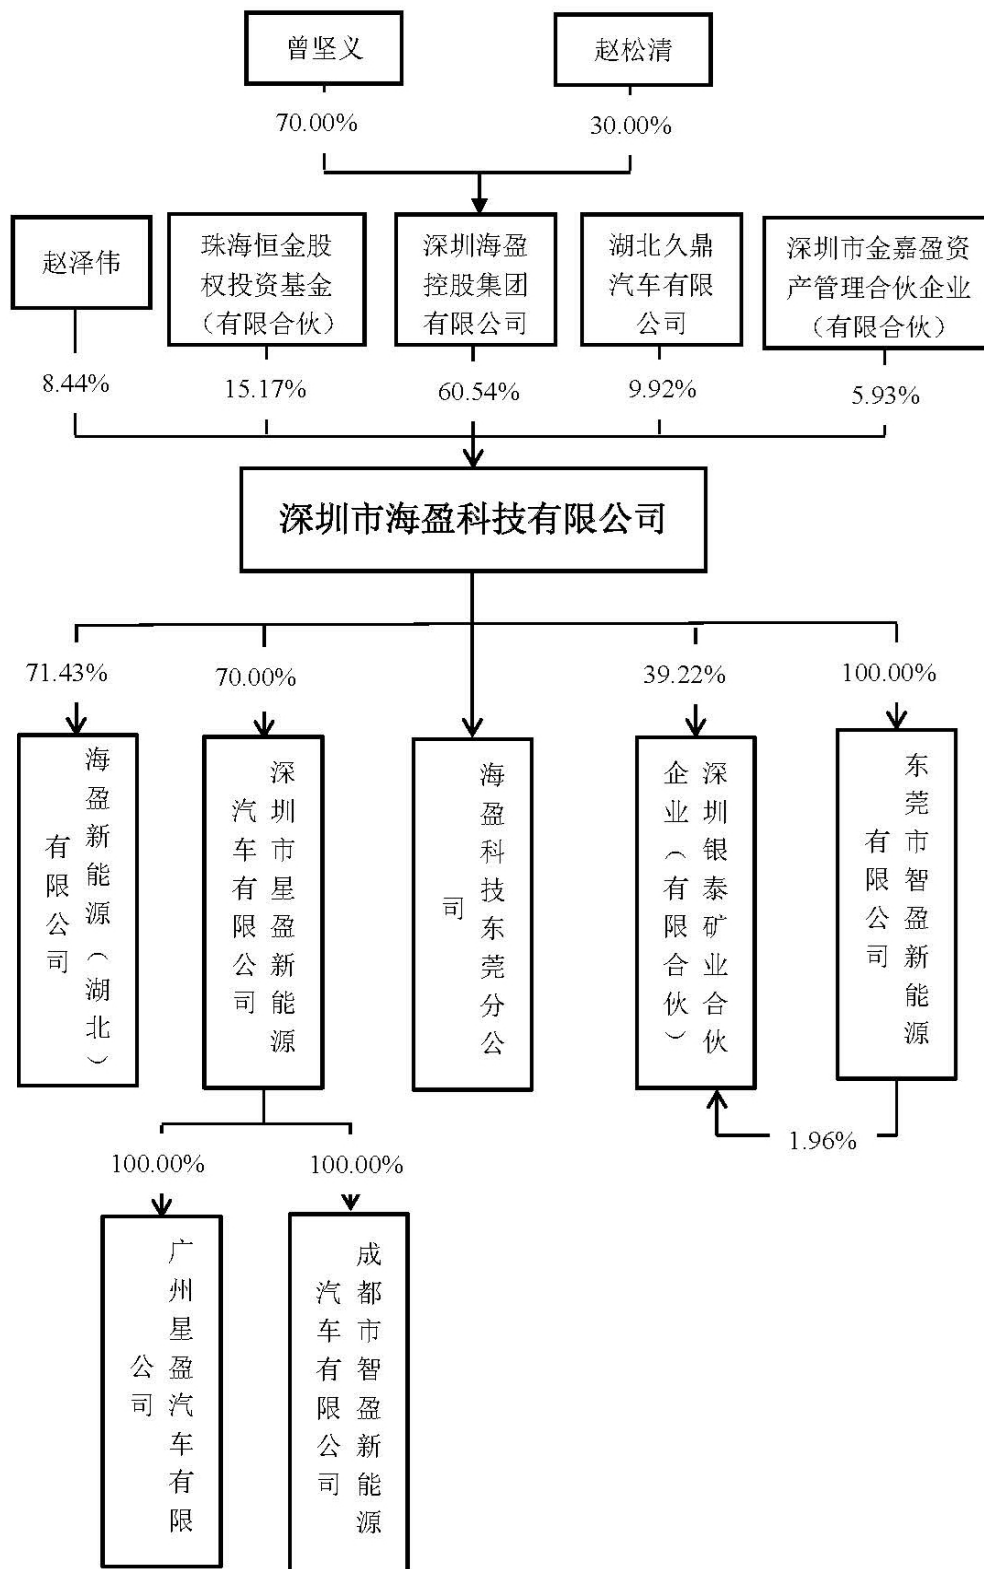 曾坚义
赵松清
70.00%
30.00%
赵泽伟
珠海恒金股
权投资基金
（有限合伙）
深圳海盈
控股集团
有限公司
湖北久鼎
汽车有限
公司
深圳市金嘉盈资
产管理合伙企业
（有限合伙）
8.44%
15.17%
60.54%
9.92%
5.93%
深圳市海盈科技有限公司
71.43%
70.00%
39.22%
100.00%
海盈新能源（湖北）
有限公司
深圳市星盈新能源
汽车有限公司
海盈科技东莞分公
司
深圳银泰矿业合伙
企业（有限合伙）
东莞市智盈新能源
有限公司
1.96%
100.00%
100.00%
广州星盈汽车有限
公司
成都市智盈新能源
汽车有限公司